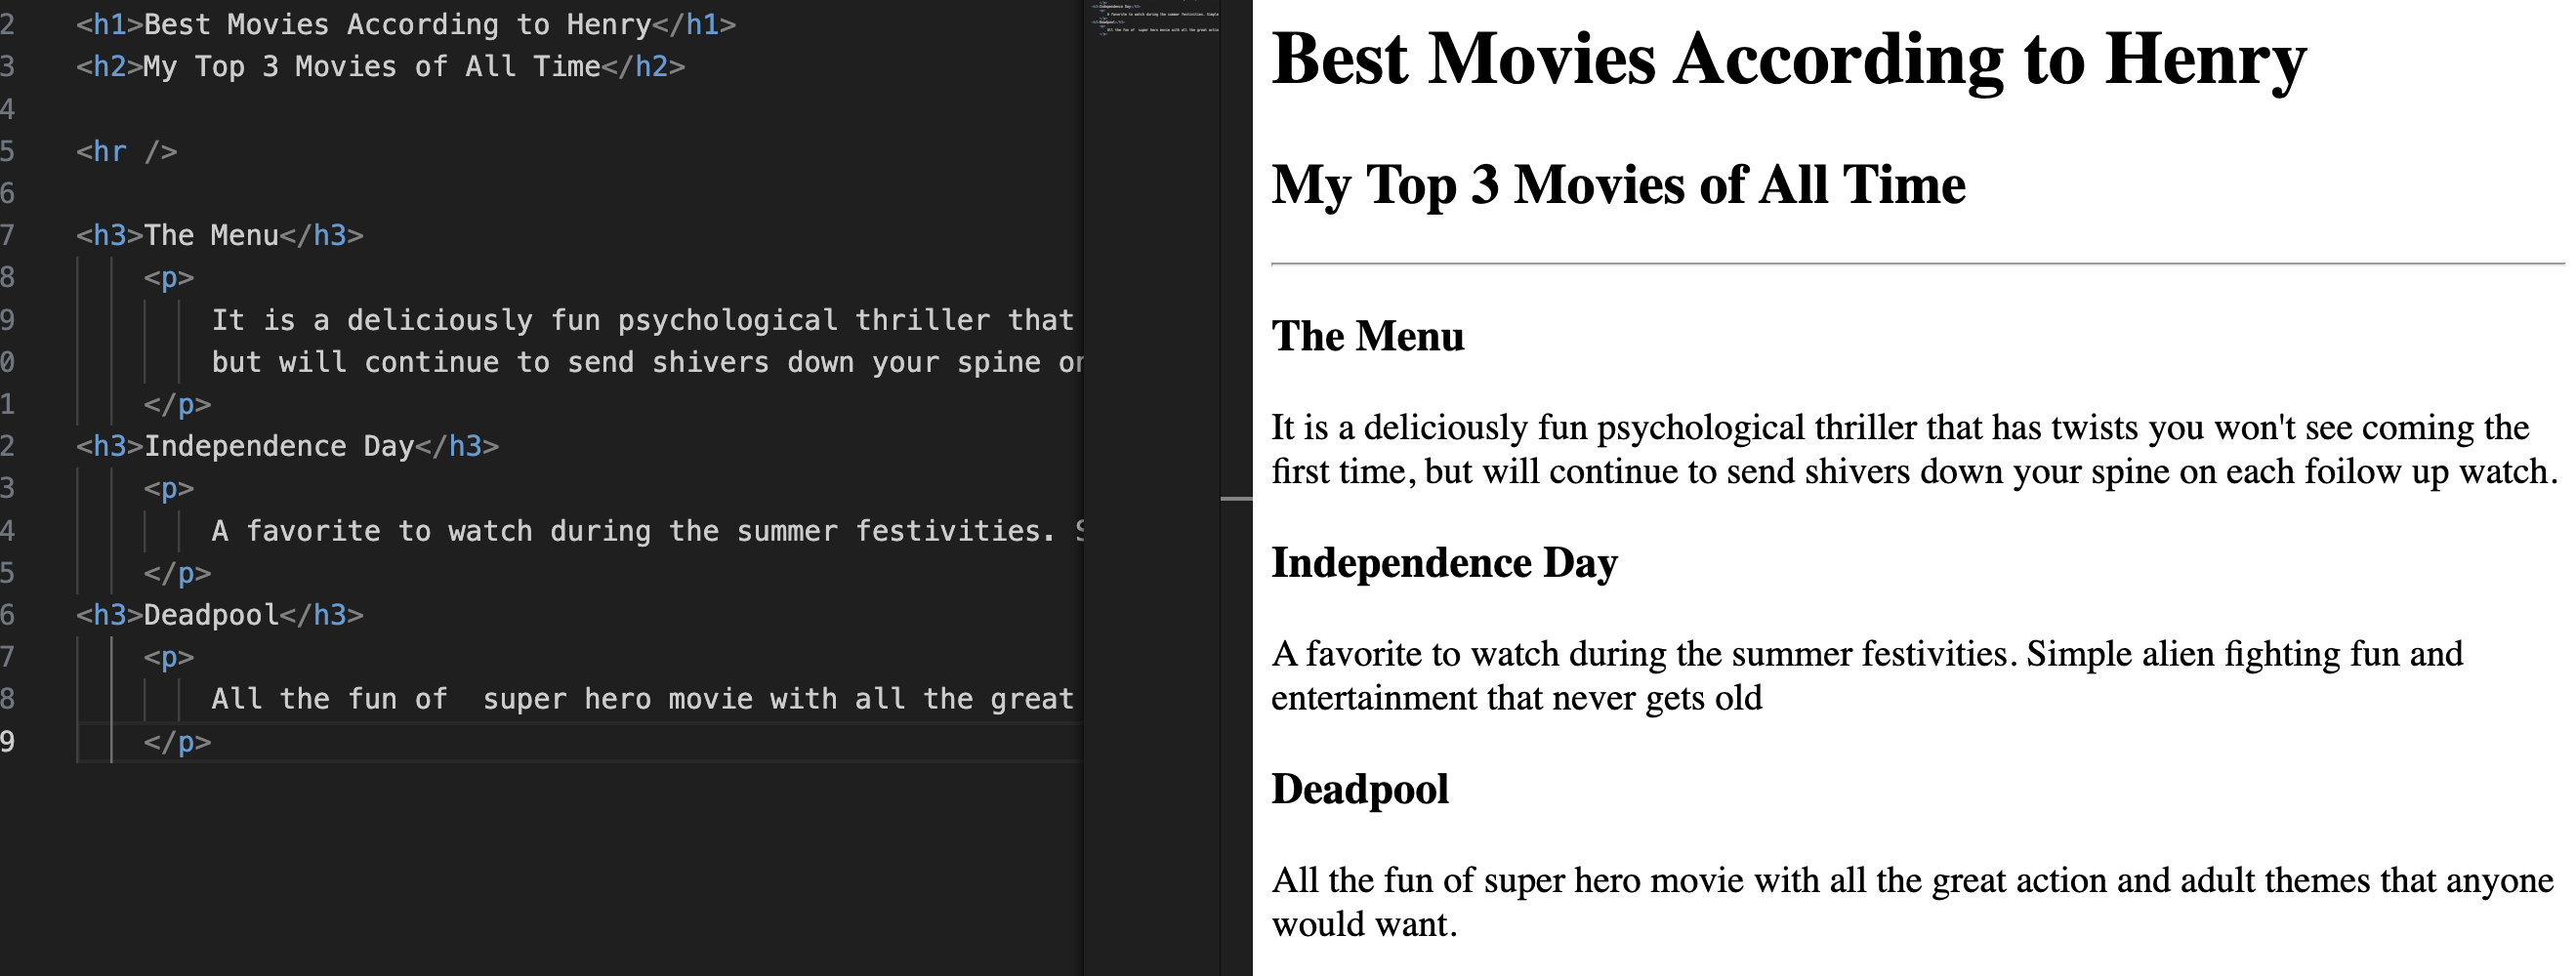 2 <h1>Best Movies According to Henry</h1>
3 <h2>My Top 3 Movies of All Time</h2>
4
5 <hr />
6
7 <h3>The Menu</h3>
8 <p>
9 It is a deliciously fun psychological thriller that
0 but will continue to send shivers down your spine on
1 </p>
2 <h3>Independence Day</h3>
3 <p>
4 A favorite to watch during the summer festivities. S
5 </p>
6 <h3>Deadpool</h3>
7 <p>
8 All the fun of  super hero movie with all the great
9 </p>
Best Movies According to Henry
My Top 3 Movies of All Time
The Menu
It is a deliciously fun psychological thriller that has twists you won't see coming the
first time, but will continue to send shivers down your spine on each foilow up watch.
Independence Day
A favorite to watch during the summer festivities. Simple alien fighting fun and
entertainment that never gets old
Deadpool
All the fun of super hero movie with all the great action and adult themes that anyone
would want.